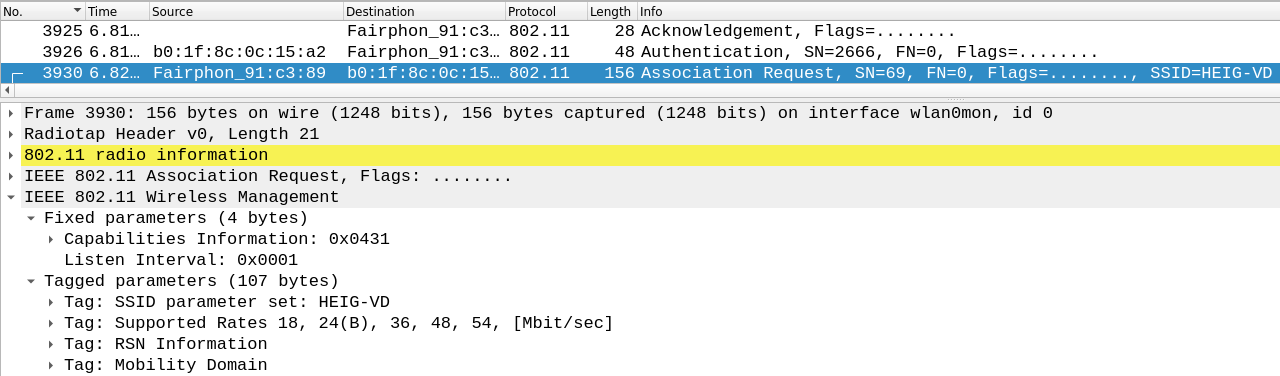 No. Time Source Destination Protocol Length Info
3925 6.81… Fairphon_91:c3… 802.11 28 Acknowledgement, Flags=........
3926 6.81… b0:1f:8c:0c:15:a2 Fairphon_91:c3… 802.11 48 Authentication, SN=2666, FN=0, Flags=........
3930 6.82… Fairphon_91:c3:89 b0:1f:8c:0c:15… 802.11 156 Association Request, SN=69, FN=0, Flags=........, SSID=HEIG-VD
Frame 3930: 156 bytes on wire (1248 bits), 156 bytes captured (1248 bits) on interface wlan0mon, id 0
Radiotap Header v0, Length 21
802.11 radio information
IEEE 802.11 Association Request, Flags: ........
IEEE 802.11 Wireless Management
Fixed parameters (4 bytes)
Capabilities Information: 0x0431
Listen Interval: 0x0001
Tagged parameters (107 bytes)
Tag: SSID parameter set: HEIG-VD
Tag: Supported Rates 18, 24(B), 36, 48, 54, [Mbit/sec]
Tag: RSN Information
Tag: Mobility Domain